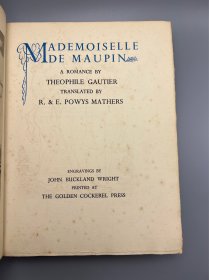 MADEMOISELLE
DE MAUPIN
A ROMANCE BY
THEOPHILE GAUTIER
TRANSLATED BY
R. & E. POWYS MATHERS
ENGRAVINGS BY
JOHN BUCKLAND WRIGHT
PRINTED AT
THE GOLDEN COCKEREL PRESS